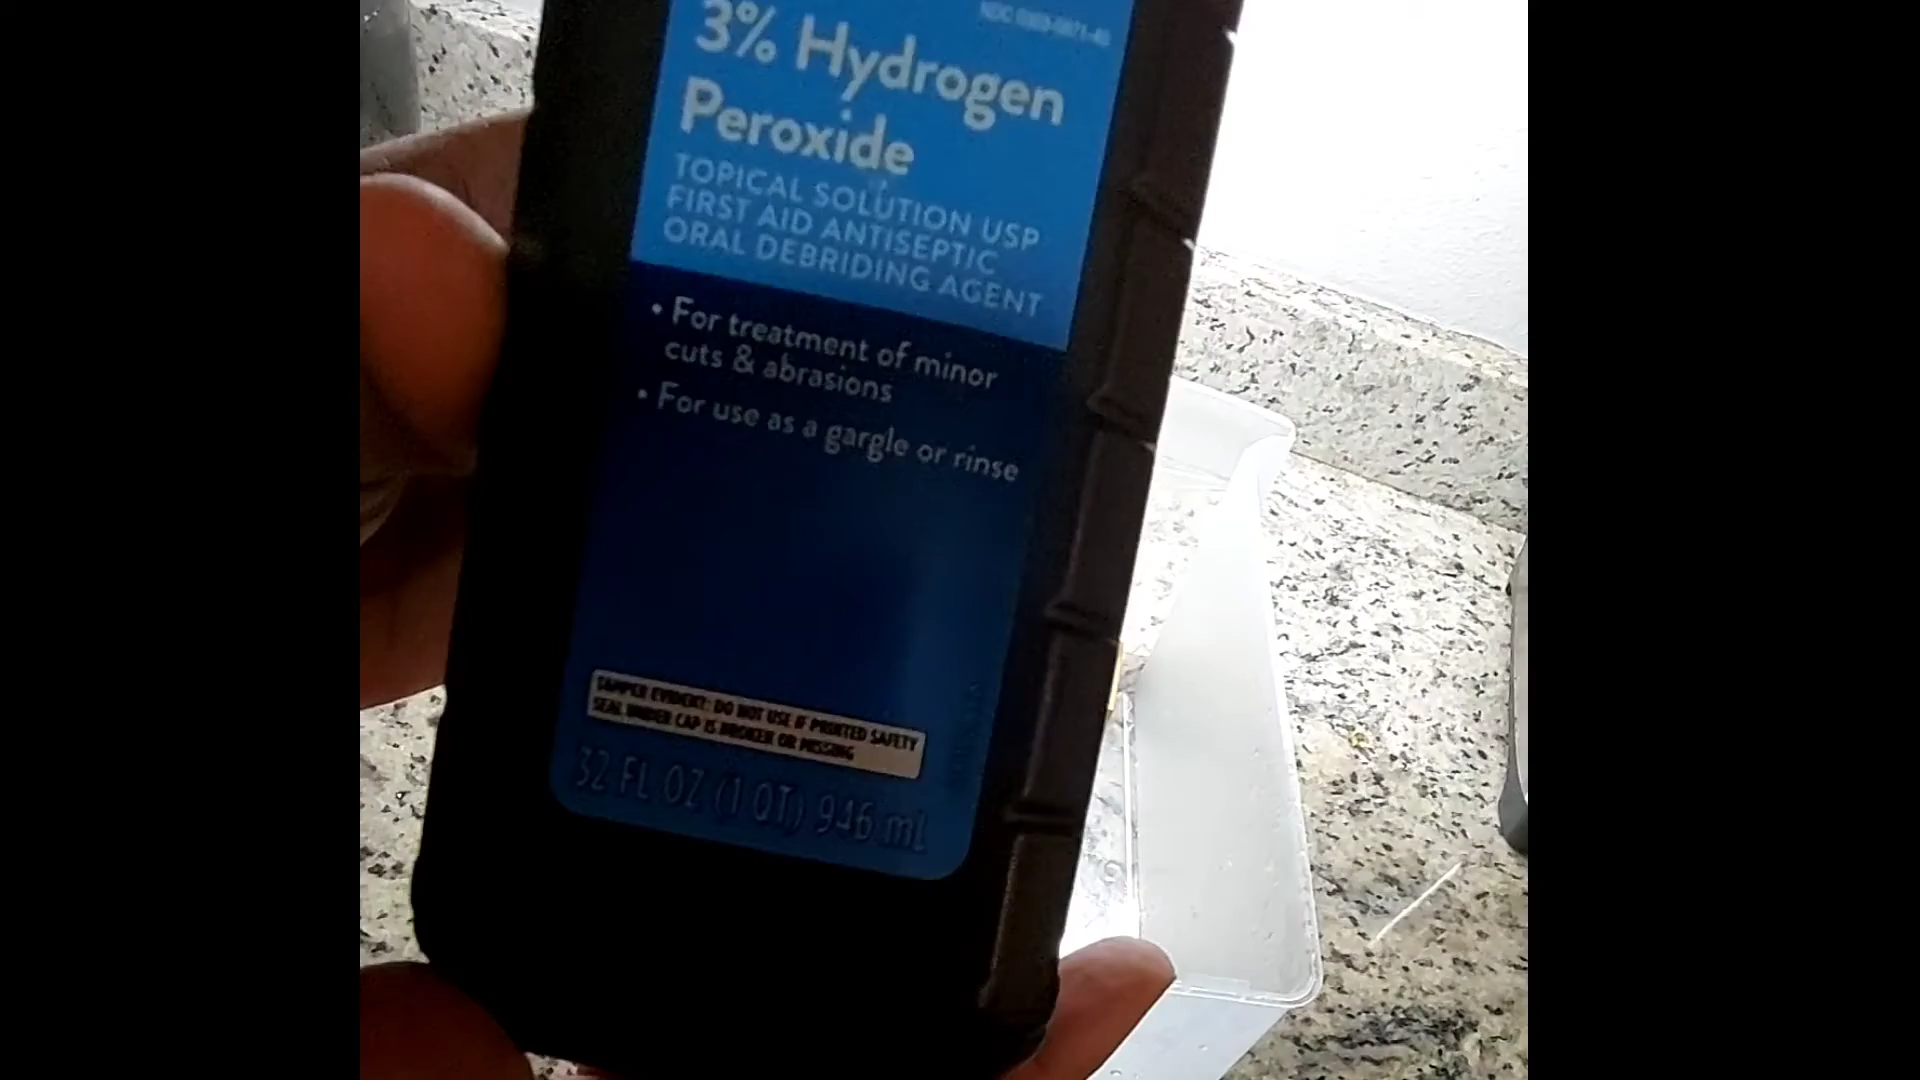 3% Hydrogen
Peroxide
TOPICAL SOLUTION USP
FIRST AID ANTISEPTIC
ORAL DEBRIDING AGENT
• For treatment of minor
cuts & abrasions
• For use as a gargle or rinse
TAMPER EVIDENT: DO NOT USE IF PRINTED SAFETY
SEAL UNDER CAP IS BROKEN OR MISSING
32 FL OZ (1 QT) 946 mL